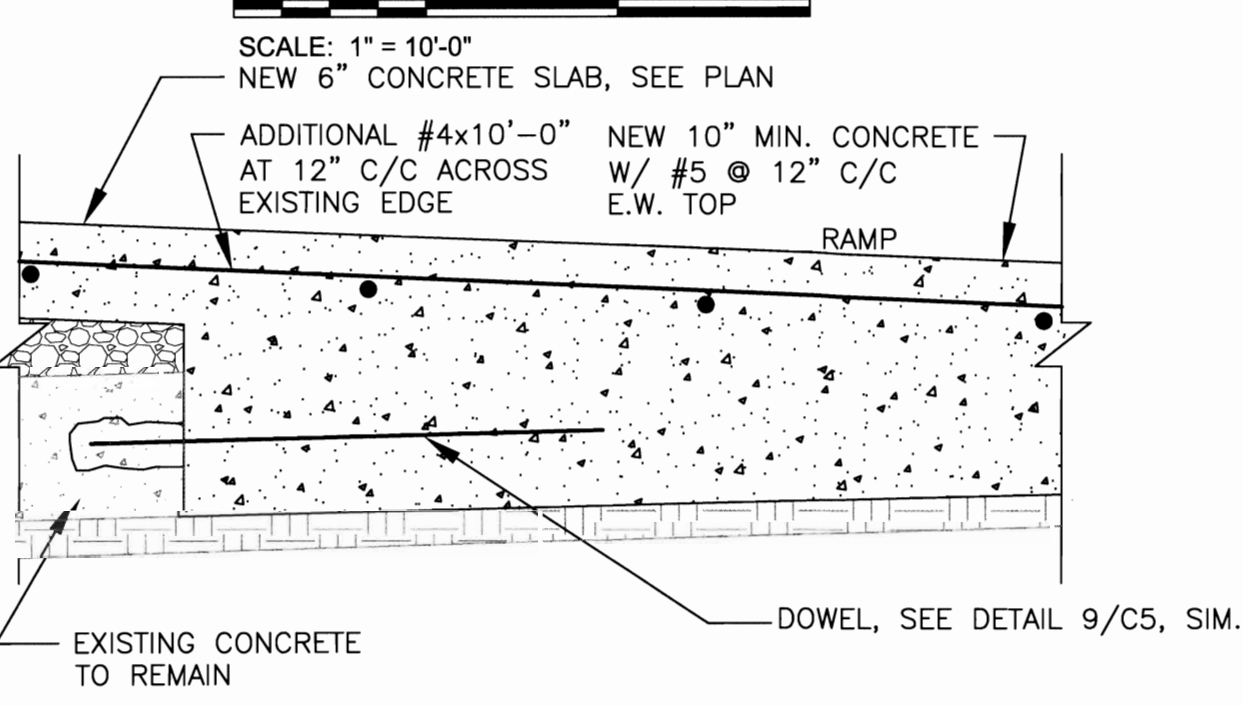 SCALE: 1" = 10'-0"
NEW 6" CONCRETE SLAB, SEE PLAN
ADDITIONAL #4x10'-0"
AT 12" C/C ACROSS
EXISTING EDGE
NEW 10" MIN. CONCRETE
W/ #5 @ 12" C/C
E.W. TOP
RAMP
DOWEL, SEE DETAIL 9/C5, SIM.
EXISTING CONCRETE
TO REMAIN